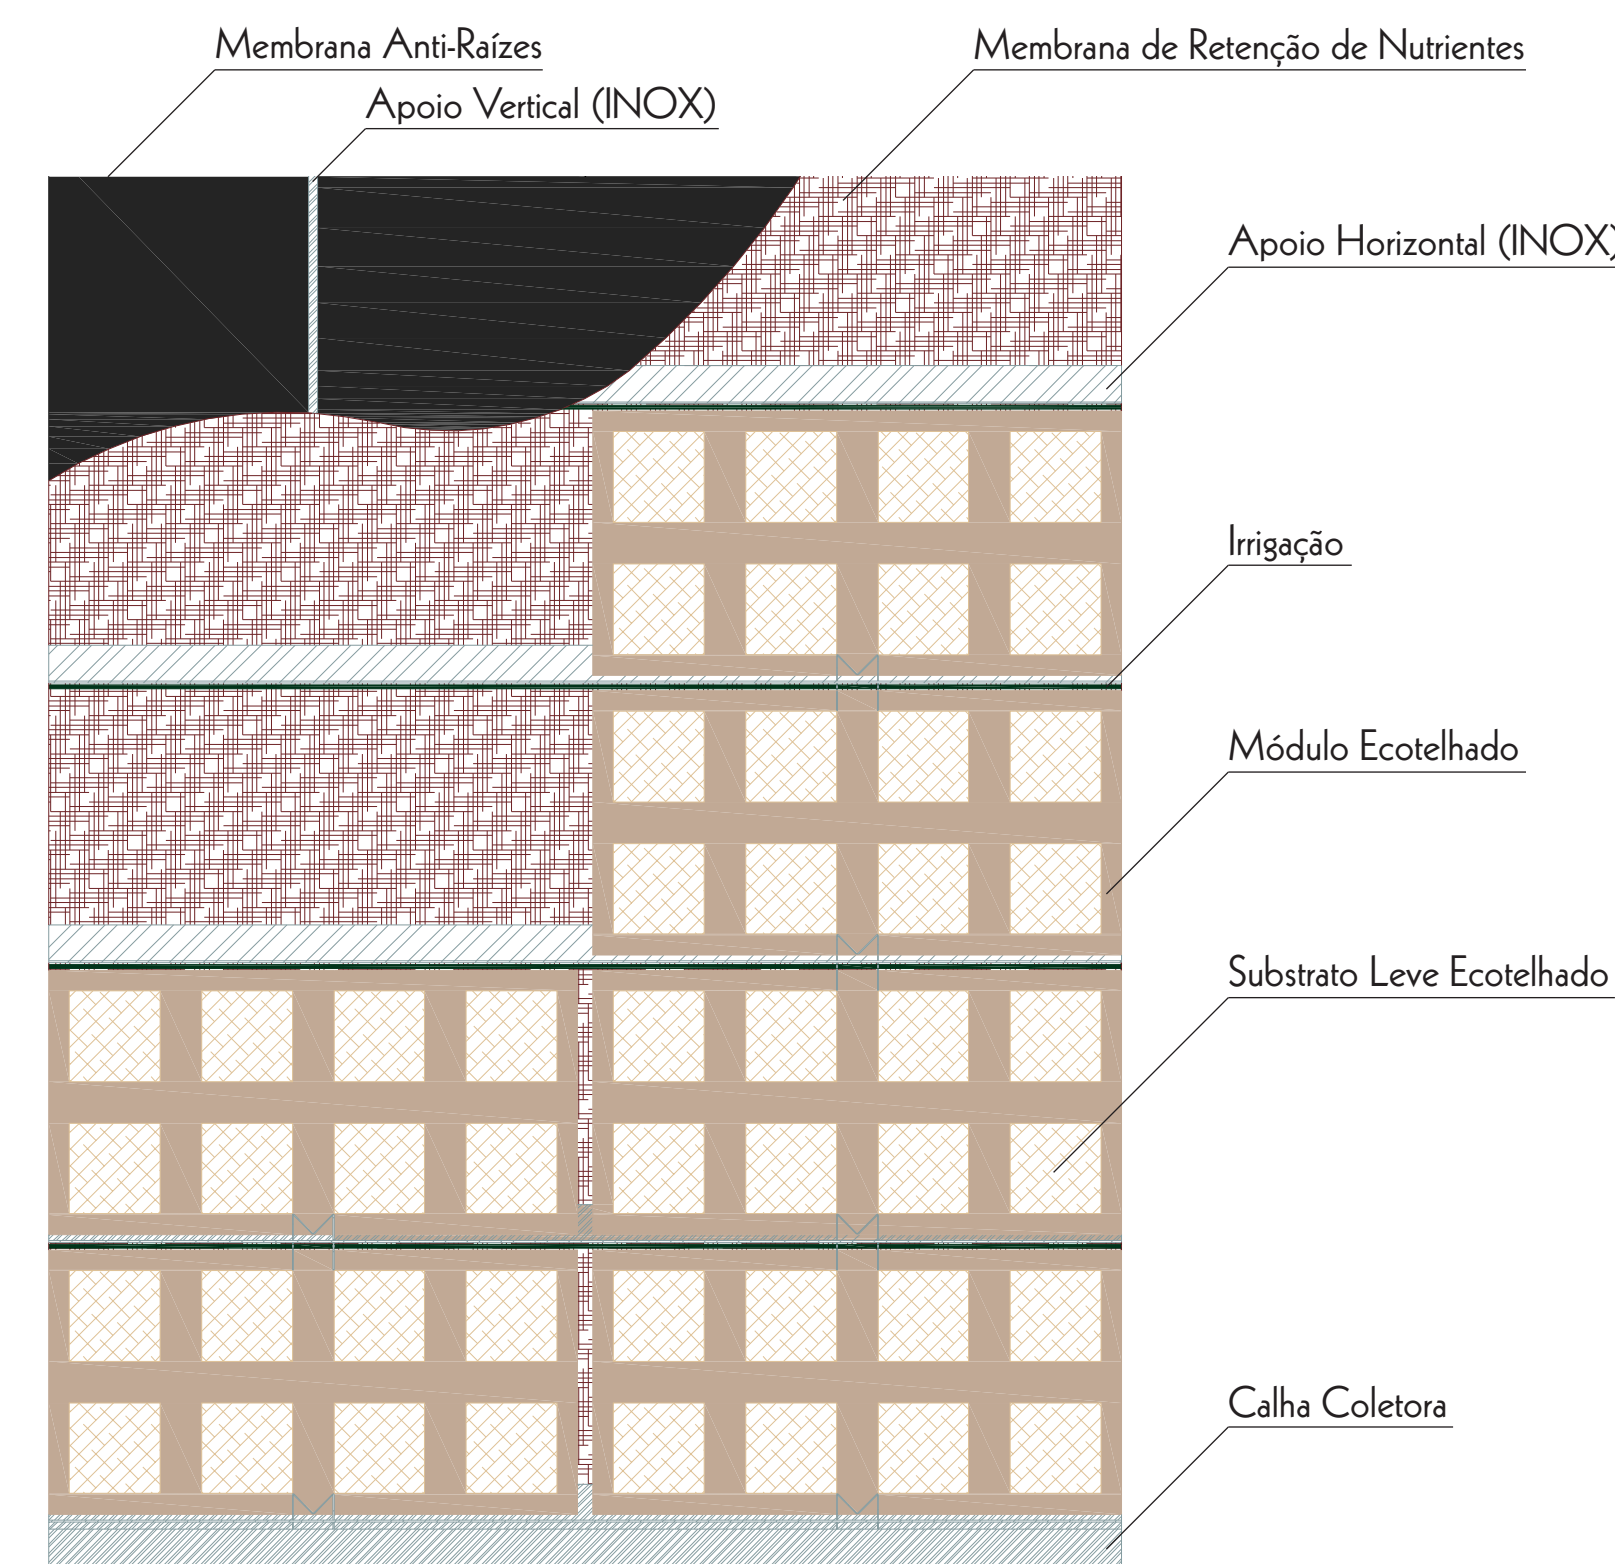 Membrana Anti-Raízes
Membrana de Retenção de Nutrientes
Apoio Vertical (INOX)
Apoio Horizontal (INOX)
Irrigação
Módulo Ecotelhado
Substrato Leve Ecotelhado
Calha Coletora